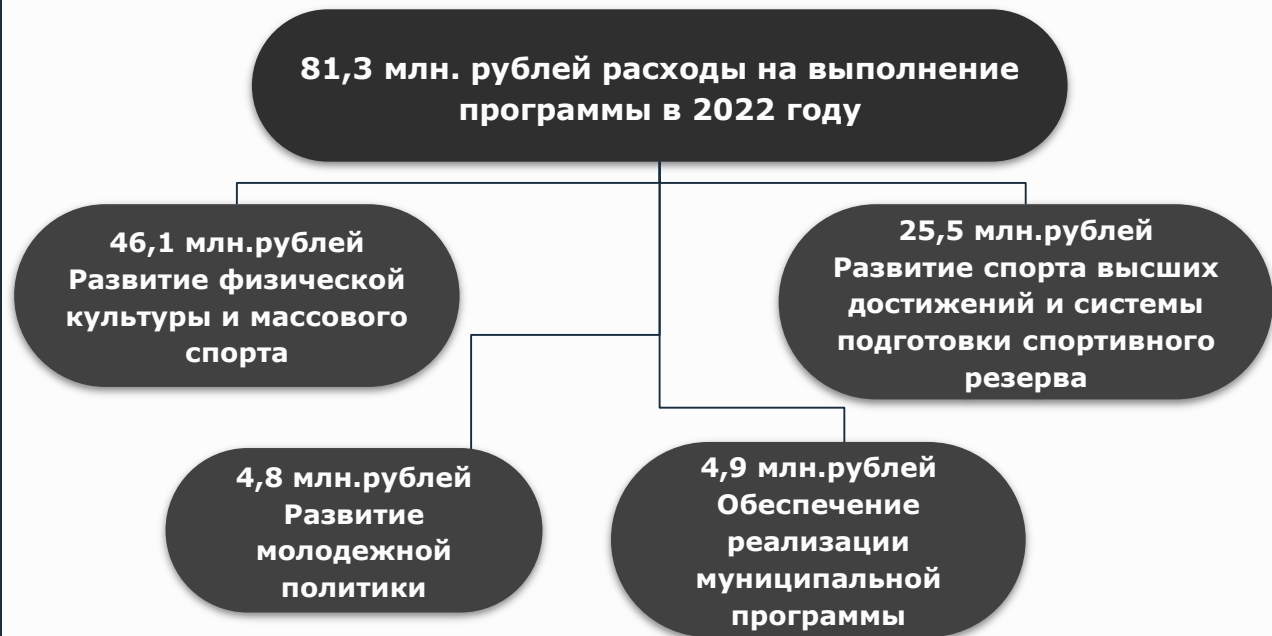 81,3 млн. рублей расходы на выполнение
программы в 2022 году
46,1 млн.рублей
Развитие физической
культуры и массового
спорта
25,5 млн.рублей
Развитие спорта высших
достижений и системы
подготовки спортивного
резерва
4,8 млн.рублей
Развитие
молодежной
политики
4,9 млн.рублей
Обеспечение
реализации
муниципальной
программы